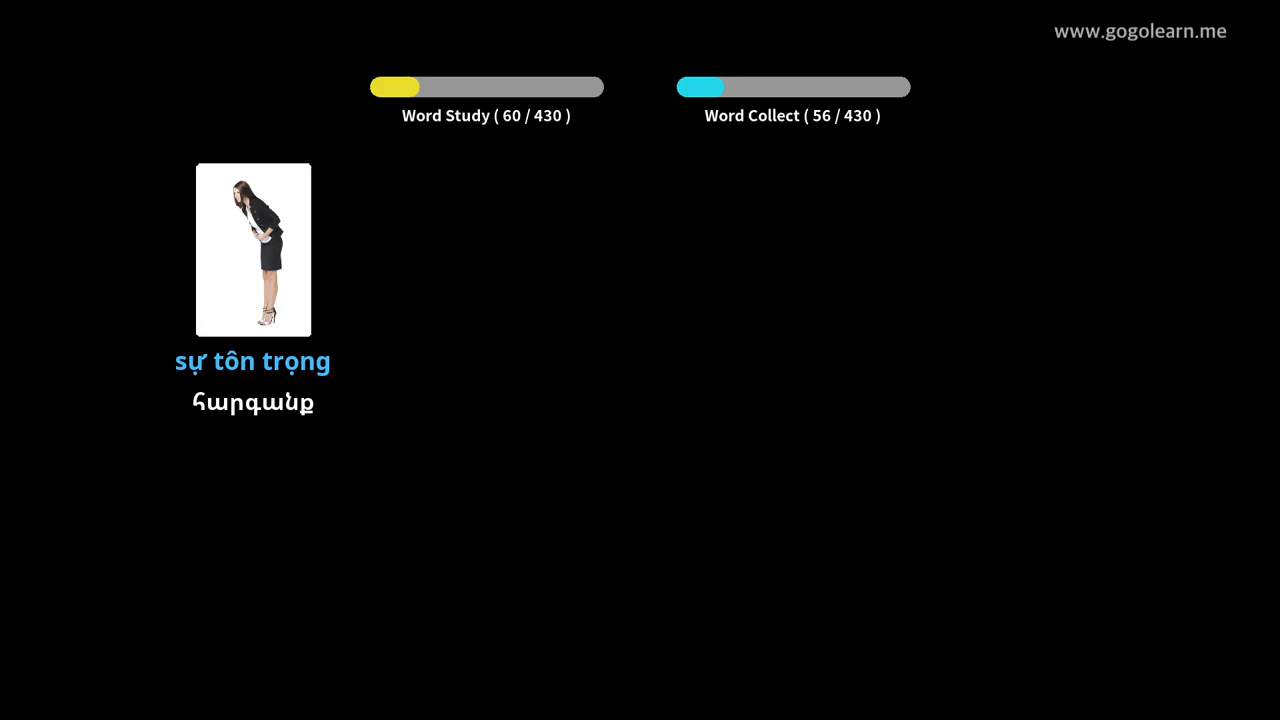 www.gogolearn.me
Word Study ( 60 / 430 )
Word Collect ( 56 / 430 )
sự tôn trọng
հարգանք